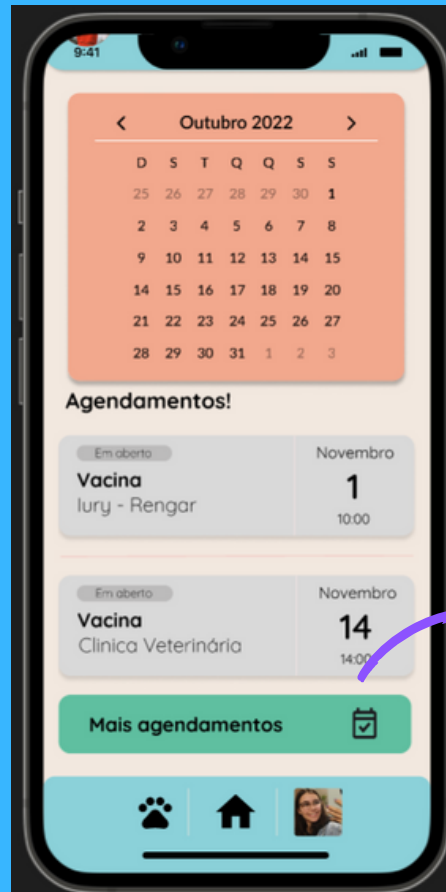 9:41
Outubro 2022
D S T Q Q S S
25 26 27 28 29 30 1
2 3 4 5 6 7 8
9 10 11 12 13 14 15
14 15 16 17 18 19 20
21 22 23 24 25 26 27
28 29 30 31 1 2 3
Agendamentos!
Em aberto
Vacina
Iury - Rengar
Novembro
1
10:00
Em aberto
Vacina
Clinica Veterinária
Novembro
14
14:00
Mais agendamentos